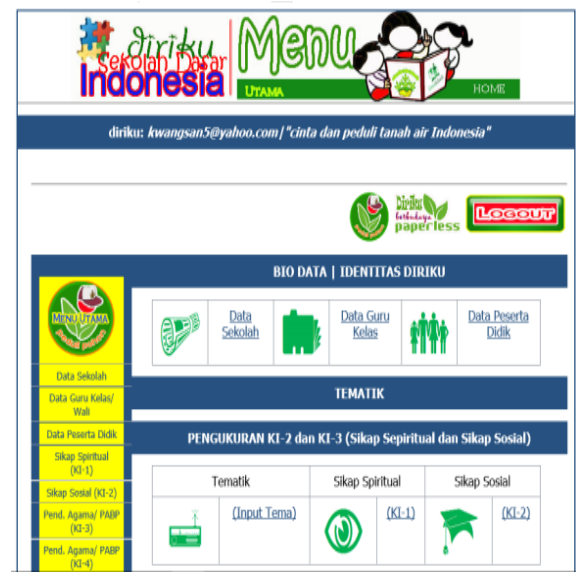 diriku
Sekolah Dasar
Indonesia
Menu
UTAMA
HOME
diriku: kwangsan5@yahoo.com | "cinta dan peduli tanah air Indonesia"
Diriku
berbudaya
paperless
LOGOUT
BIO DATA | IDENTITAS DIRIKU
Data Sekolah
Data Guru Kelas
Data Peserta Didik
TEMATIK
PENGUKURAN KI-2 dan KI-3 (Sikap Sepiritual dan Sikap Sosial)
Tematik
Sikap Spiritual
Sikap Sosial
(Input Tema)
(KI-1)
(KI-2)
MENU UTAMA
peduli pohon
Data Sekolah
Data Guru Kelas/
Wali
Data Peserta Didik
Sikap Spiritual
(KI-1)
Sikap Sosial (KI-2)
Pend. Agama/ PABP
(KI-3)
Pend. Agama/ PABP
(KI-4)